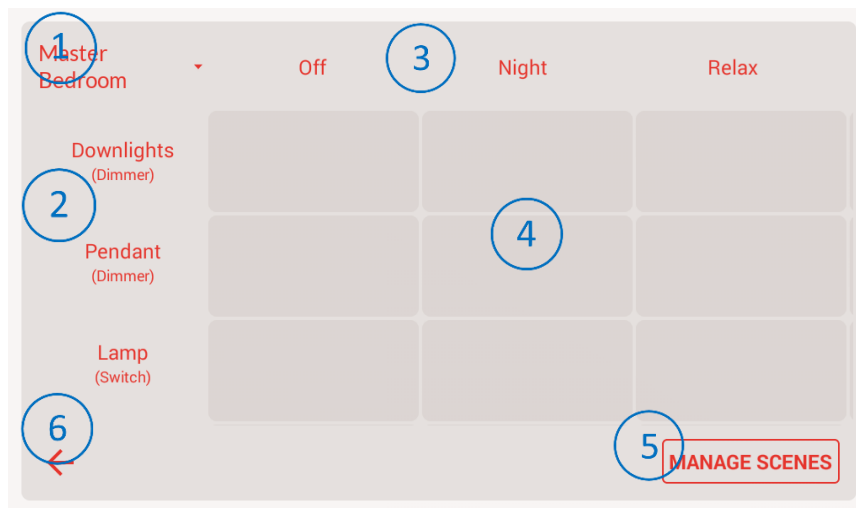 1
Master
Bedroom
Off
3
Night
Relax
Downlights
(Dimmer)
2
4
Pendant
(Dimmer)
Lamp
(Switch)
6
5
MANAGE SCENES